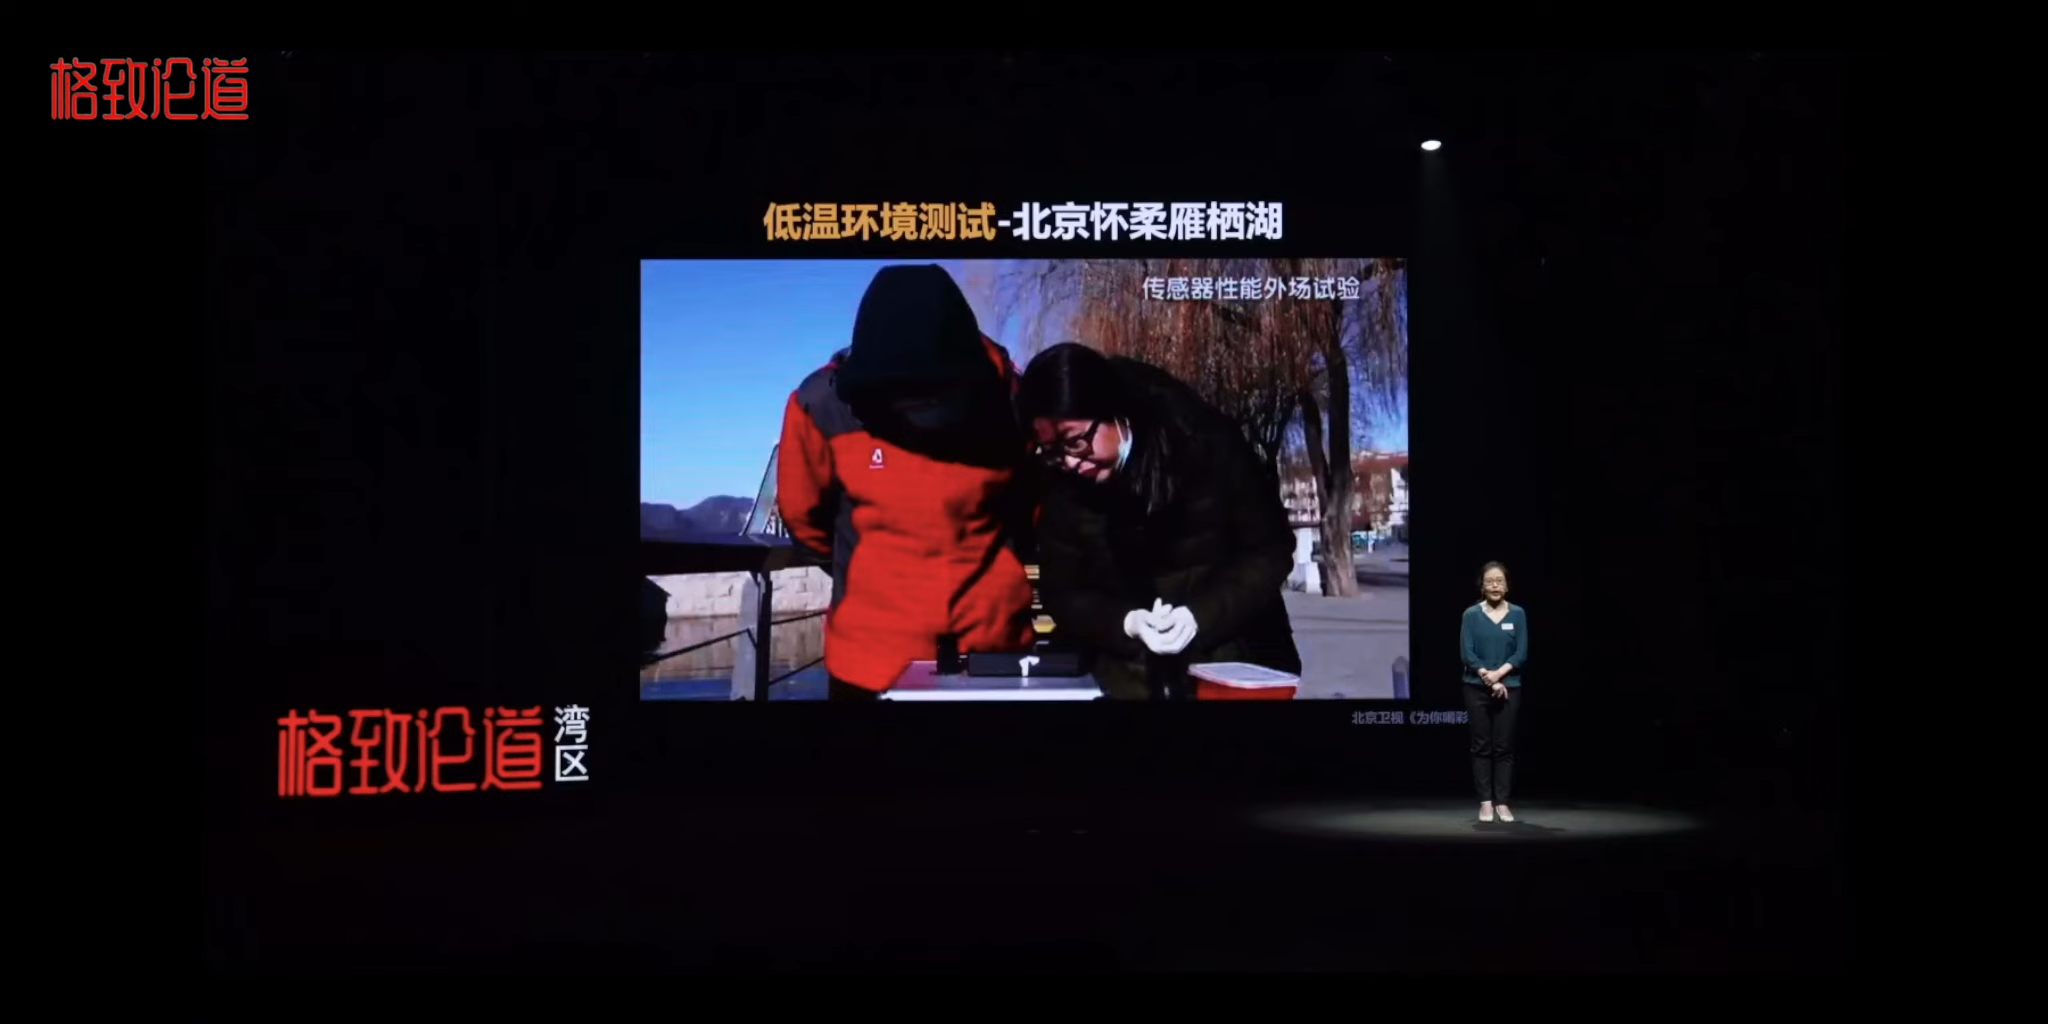 格致论道
低温环境测试-北京怀柔雁栖湖
传感器性能外场试验
北京卫视《为你喝彩
格致论道
湾区